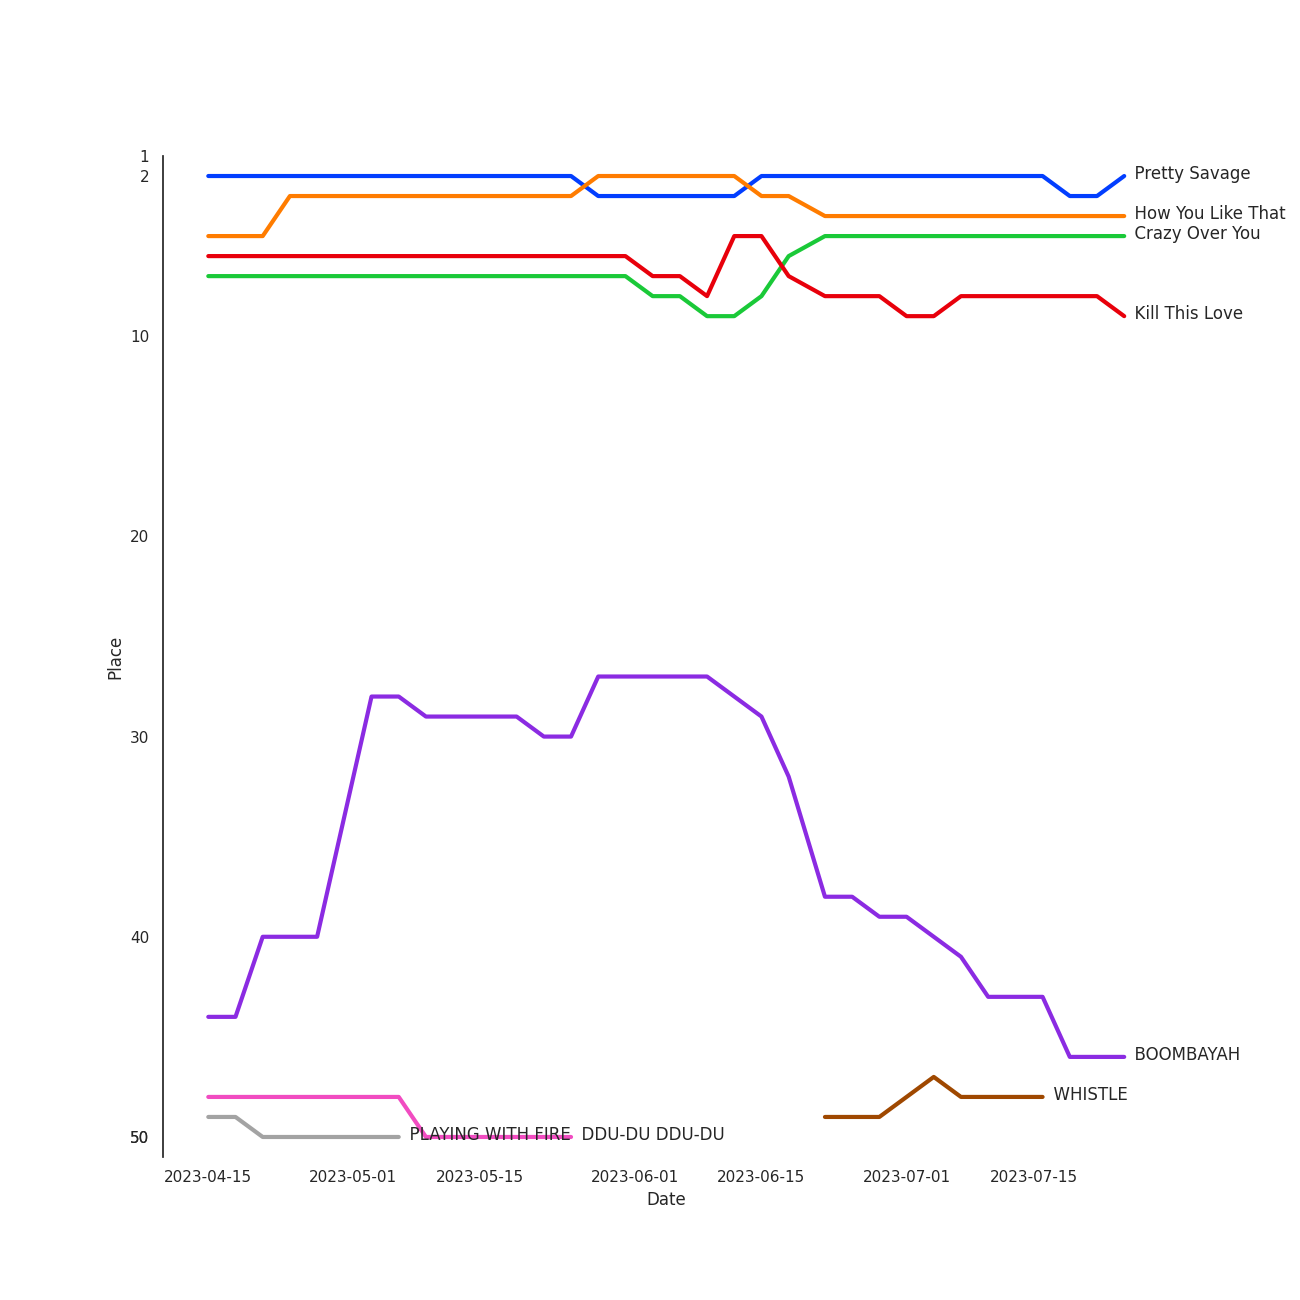 1
2
Pretty Savage
How You Like That
Crazy Over You
Kill This Love
10
20
Place
30
40
BOOMBAYAH
WHISTLE
50
PLAYING WITH FIRE
DDU-DU DDU-DU
2023-04-15
2023-05-01
2023-05-15
2023-06-01
2023-06-15
2023-07-01
2023-07-15
Date